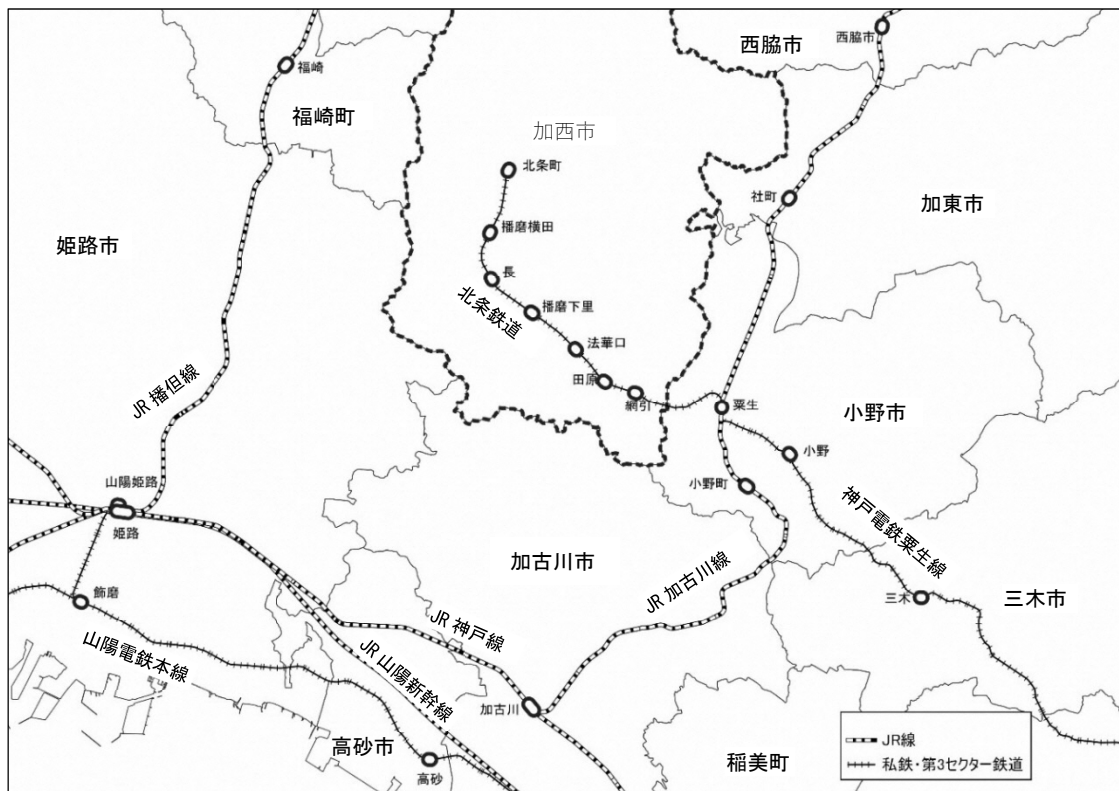 西脇市
西脇市
福崎
福崎町
加西市
北条町
社町
加東市
播磨横田
姫路市
長
北条鉄道
播磨下里
法華口
田原
網引
粟生
小野市
JR 播但線
小野
山陽姫路
姫路
小野町
神戸電鉄粟生線
加古川市
JR 加古川線
飾磨
三木
三木市
JR 神戸線
山陽電鉄本線
JR 山陽新幹線
加古川
高砂市
高砂
稲美町
JR線
私鉄・第3セクター鉄道